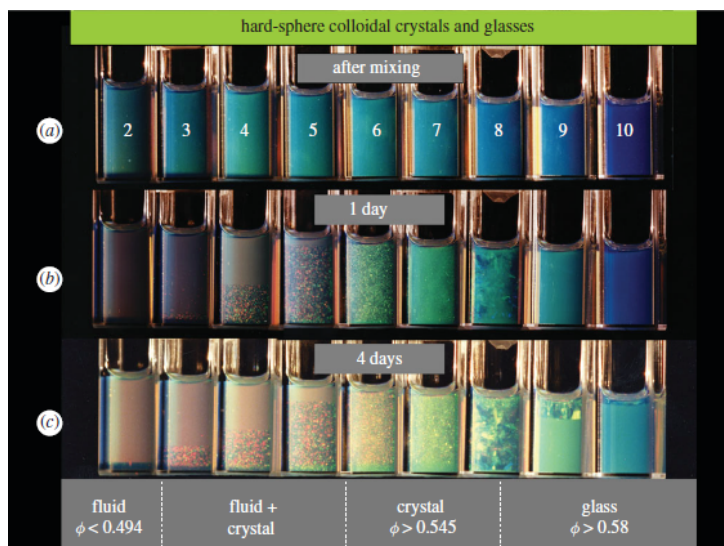 hard-sphere colloidal crystals and glasses
after mixing
(a)
2 3 4 5 6 7 8 9 10
1 day
(b)
4 days
(c)
fluid fluid + crystal glass
ϕ < 0.494 crystal ϕ > 0.545 ϕ > 0.58